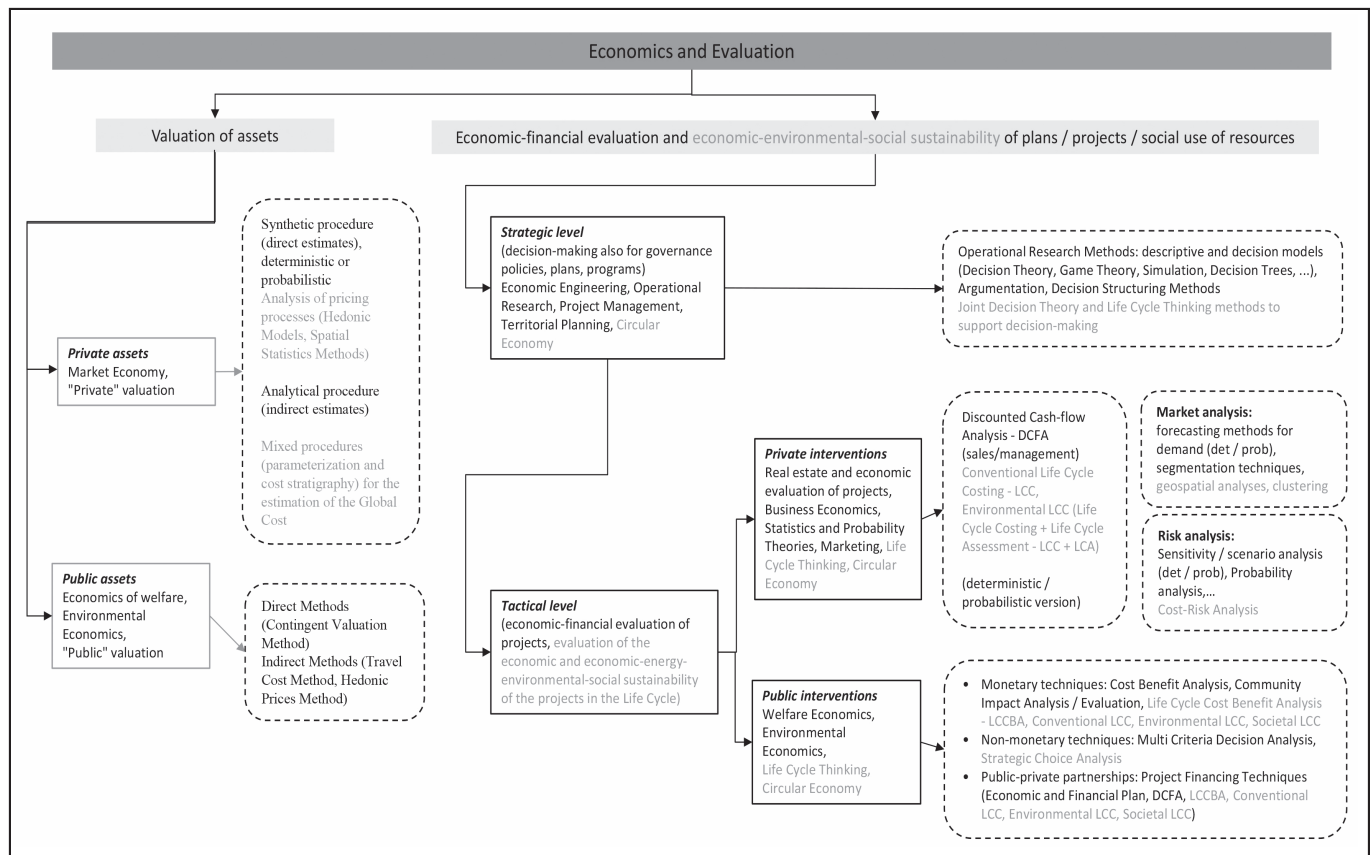 Economics and Evaluation
Valuation of assets
Economic-financial evaluation and economic-environmental-social sustainability of plans / projects / social use of resources
Synthetic procedure
(direct estimates),
deterministic or
probabilistic
Analysis of pricing
processes (Hedonic
Models, Spatial
Statistics Methods)
Analytical procedure
(indirect estimates)
Mixed procedures
(parameterization and
cost stratigraphy) for the
estimation of the Global
Cost
Private assets
Market Economy,
"Private" valuation
Public assets
Economics of welfare,
Environmental
Economics,
"Public" valuation
Direct Methods
(Contingent Valuation
Method)
Indirect Methods (Travel
Cost Method, Hedonic
Prices Method)
Strategic level
(decision-making also for governance
policies, plans, programs)
Economic Engineering, Operational
Research, Project Management,
Territorial Planning, Circular
Economy
Operational Research Methods: descriptive and decision models
(Decision Theory, Game Theory, Simulation, Decision Trees, ...),
Argumentation, Decision Structuring Methods
Joint Decision Theory and Life Cycle Thinking methods to
support decision-making
Tactical level
(economic-financial evaluation of
projects, evaluation of the
economic and economic-energy-
environmental-social sustainability
of the projects in the Life Cycle)
Private interventions
Real estate and economic
evaluation of projects,
Business Economics,
Statistics and Probability
Theories, Marketing, Life
Cycle Thinking, Circular
Economy
Discounted Cash-flow
Analysis - DCFA
(sales/management)
Conventional Life Cycle
Costing - LCC,
Environmental LCC (Life
Cycle Costing + Life Cycle
Assessment - LCC + LCA)
(deterministic /
probabilistic version)
Market analysis:
forecasting methods for
demand (det / prob),
segmentation techniques,
geospatial analyses, clustering
Risk analysis:
Sensitivity / scenario analysis
(det / prob), Probability
analysis,...
Cost-Risk Analysis
Public interventions
Welfare Economics,
Environmental
Economics,
Life Cycle Thinking,
Circular Economy
• Monetary techniques: Cost Benefit Analysis, Community
Impact Analysis / Evaluation, Life Cycle Cost Benefit Analysis
- LCCBA, Conventional LCC, Environmental LCC, Societal LCC
• Non-monetary techniques: Multi Criteria Decision Analysis,
Strategic Choice Analysis
• Public-private partnerships: Project Financing Techniques
(Economic and Financial Plan, DCFA, LCCBA, Conventional
LCC, Environmental LCC, Societal LCC)